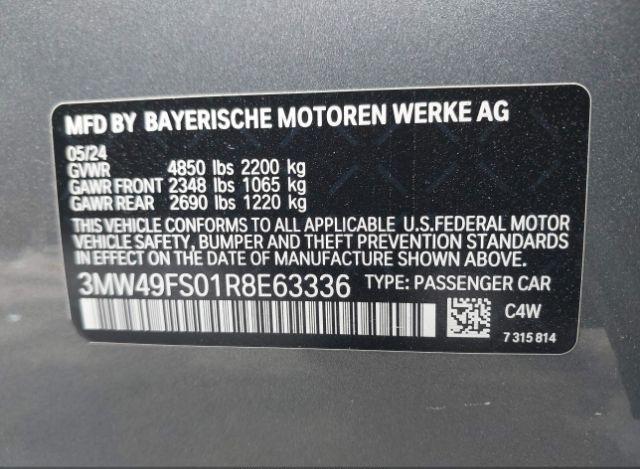 MFD BY BAYERISCHE MOTOREN WERKE AG
05/24
GVWR 4850 lbs 2200 kg
GAWR FRONT 2348 lbs 1065 kg
GAWR REAR 2690 lbs 1220 kg
THIS VEHICLE CONFORMS TO ALL APPLICABLE U.S.FEDERAL MOTOR
VEHICLE SAFETY, BUMPER AND THEFT PREVENTION STANDARDS
IN EFFECT ON THE DATE OF MANUFACTURE SHOWN ABOVE.
3MW49FS01R8E63336 TYPE: PASSENGER CAR
C4W
7 315 814